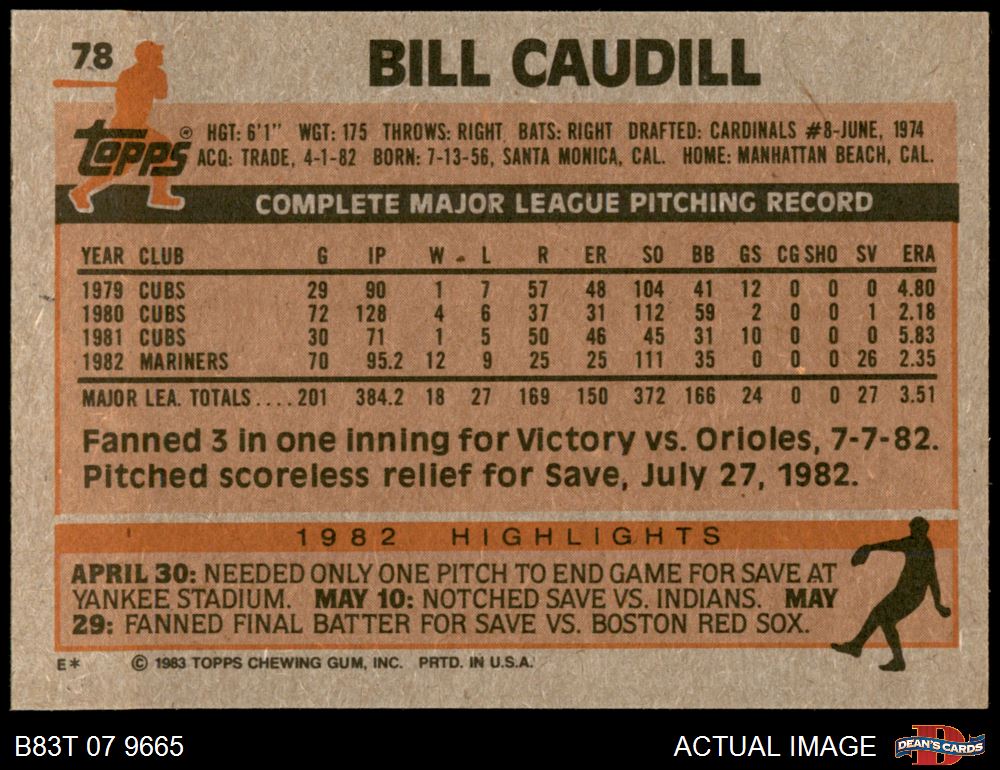 78
BILL CAUDILL
Topps ®
HGT: 6'1" WGT: 175 THROWS: RIGHT BATS: RIGHT DRAFTED: CARDINALS #8-JUNE, 1974
ACQ: TRADE, 4-1-82 BORN: 7-13-56, SANTA MONICA, CAL. HOME: MANHATTAN BEACH, CAL.
COMPLETE MAJOR LEAGUE PITCHING RECORD
YEAR CLUB G IP W L R ER SO BB GS CG SHO SV ERA
1979 CUBS 29 90 1 7 57 48 104 41 12 0 0 0 4.80
1980 CUBS 72 128 4 6 37 31 112 59 2 0 0 1 2.18
1981 CUBS 30 71 1 5 50 46 45 31 10 0 0 0 5.83
1982 MARINERS 70 95.2 12 9 25 25 111 35 0 0 0 26 2.35
MAJOR LEA. TOTALS....201 384.2 18 27 169 150 372 166 24 0 0 27 3.51
Fanned 3 in one inning for Victory vs. Orioles, 7-7-82.
Pitched scoreless relief for Save, July 27, 1982.
1982 HIGHLIGHTS
APRIL 30: NEEDED ONLY ONE PITCH TO END GAME FOR SAVE AT
YANKEE STADIUM. MAY 10: NOTCHED SAVE VS. INDIANS. MAY
29: FANNED FINAL BATTER FOR SAVE VS. BOSTON RED SOX.
E* © 1983 TOPPS CHEWING GUM, INC. PRTD. IN U.S.A.
B83T 07 9665
ACTUAL IMAGE
D
DEAN'S CARDS